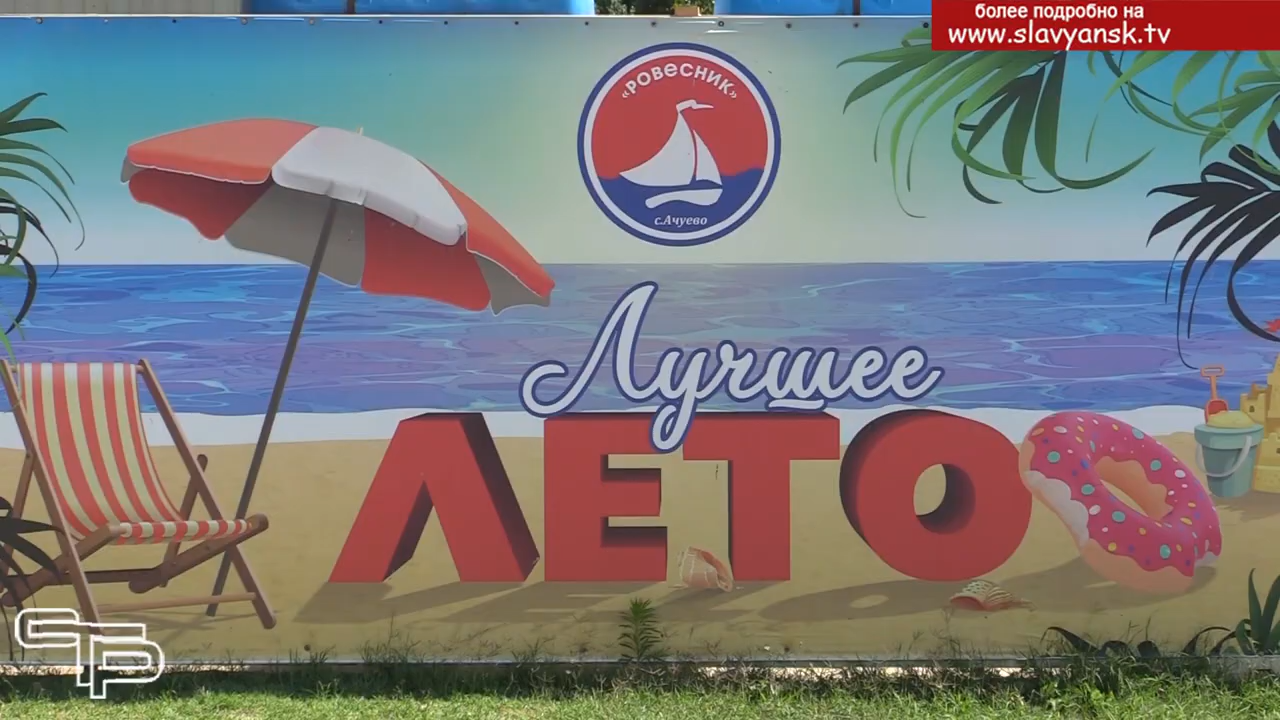 более подробно на
www.slavyansk.tv
«РОВЕСНИК»
с.Ачуево
Лучшее
ЛЕТО